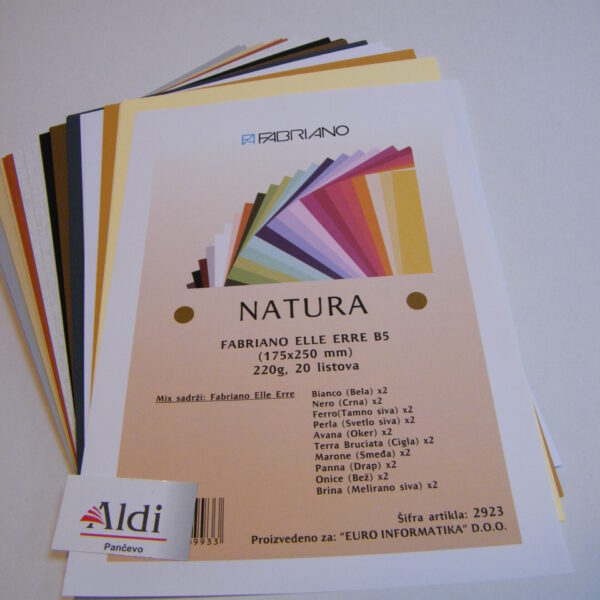 FABRIANO
NATURA
FABRIANO ELLE ERRE B5
(175x250 mm)
220g, 20 listova
Mix sadrži: Fabriano Elle Erre
Bianco (Bela) x2
Nero (Crna) x2
Ferro(Tamno siva) x2
Perla (Svetlo siva) x2
Avana (Oker) x2
Terra Bruciata (Cigla) x2
Marone (Smeđa) x2
Panna (Drap) x2
Onice (Bež) x2
Brina (Melirano siva) x2
Šifra artikla: 2923
Proizvedeno za: "EURO INFORMATIKA" D.O.O.
9933
Aldi
Pančevo